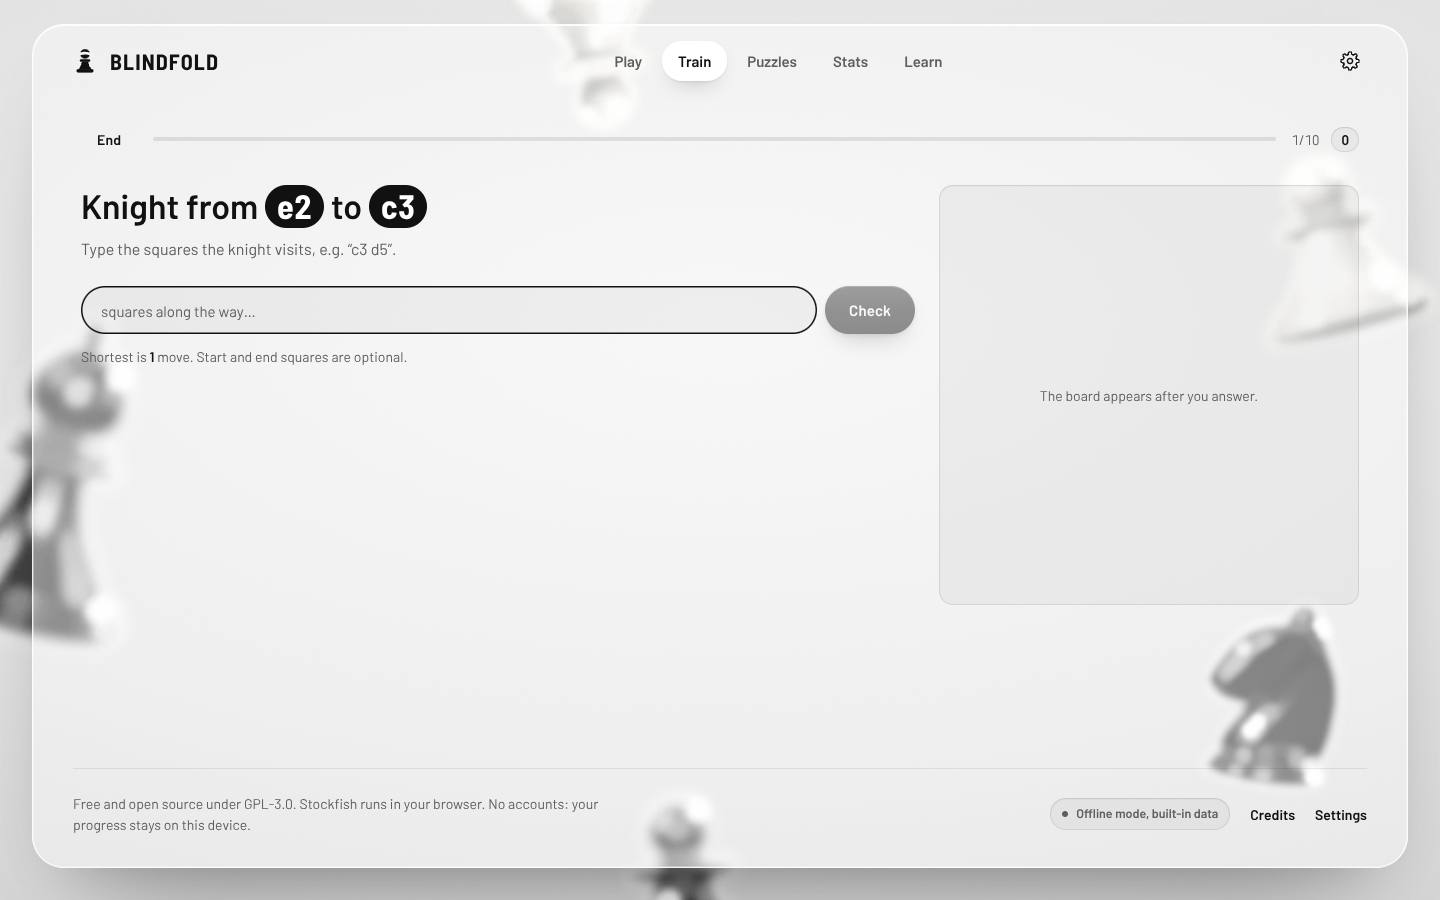 BLINDFOLD
Play Train Puzzles Stats Learn
End 1/10 0
Knight from e2 to c3
Type the squares the knight visits, e.g. “c3 d5”.
squares along the way...
Check
Shortest is 1 move. Start and end squares are optional.
The board appears after you answer.
Free and open source under GPL-3.0. Stockfish runs in your browser. No accounts: your
progress stays on this device.
Offline mode, built-in data Credits Settings